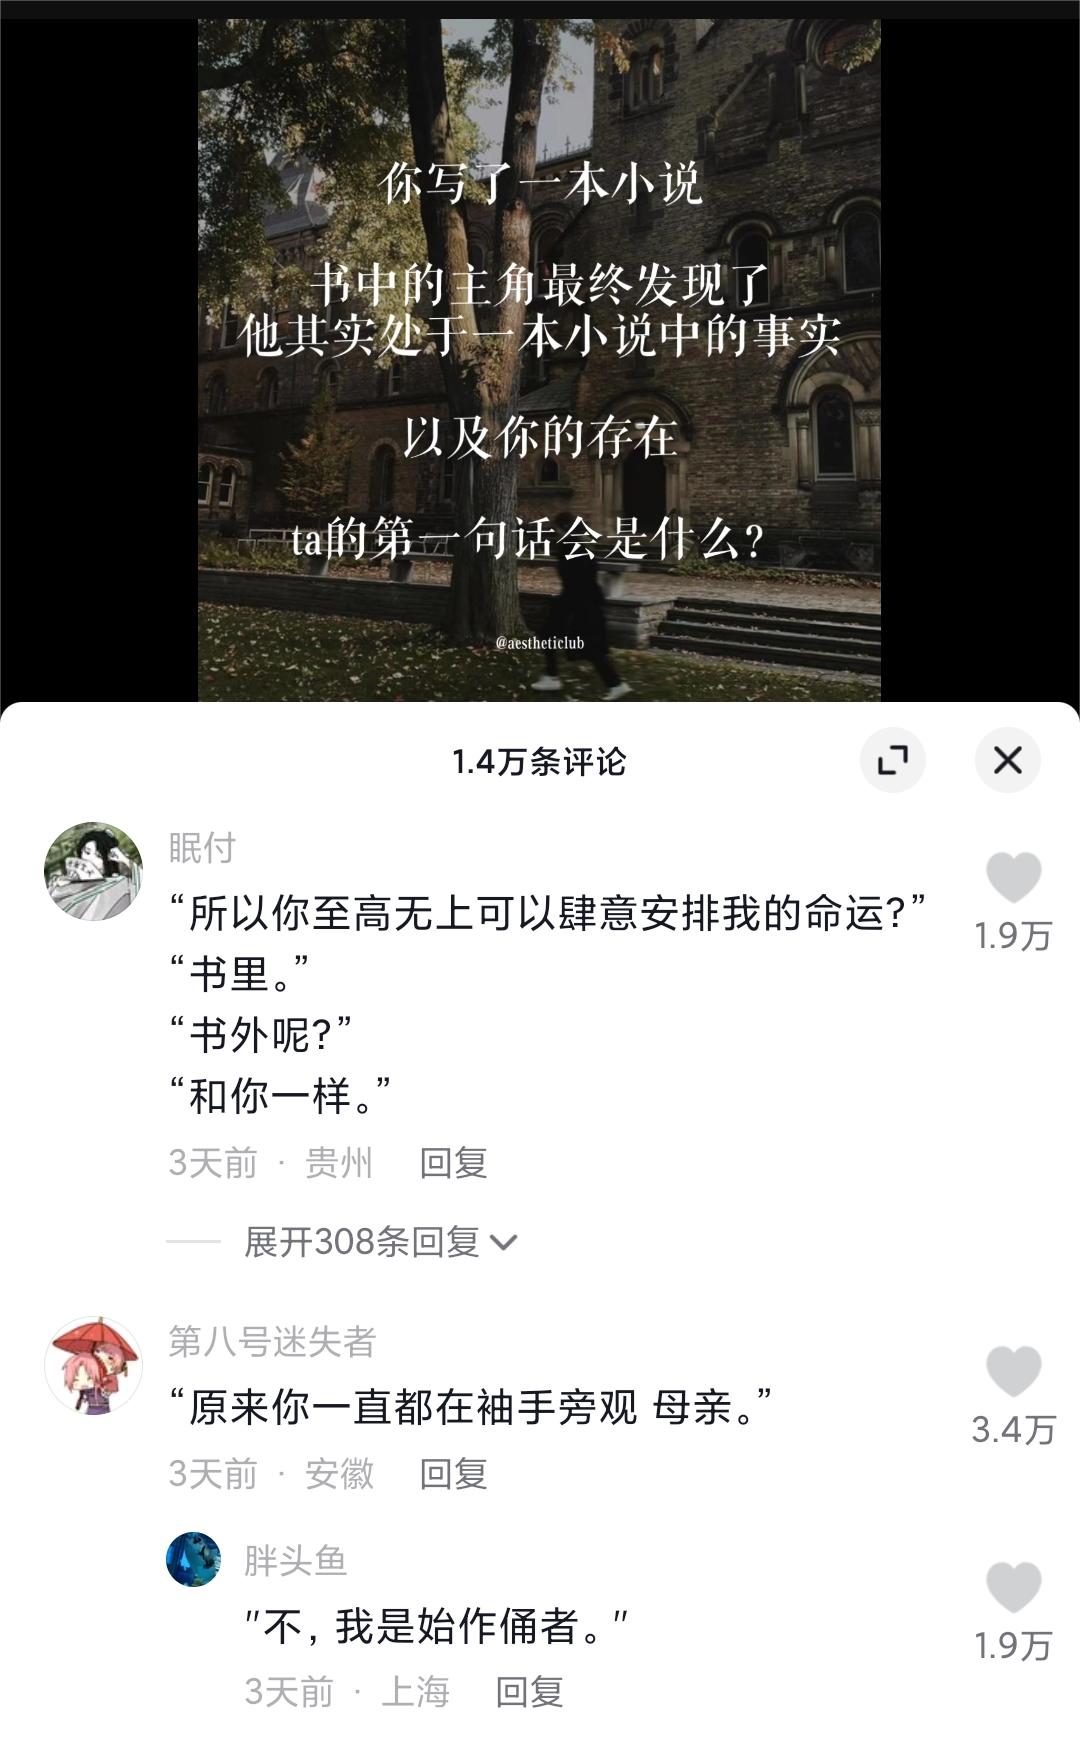 你写了一本小说
书中的主角最终发现了
他其实处于一本小说中的事实
以及你的存在
ta的第一句话会是什么?
@aestheticlub
1.4万条评论
眠付
“所以你至高无上可以肆意安排我的命运?”
“书里。”
“书外呢?”
“和你一样。”
1.9万
3天前 · 贵州 回复
展开308条回复
第八号迷失者
“原来你一直都在袖手旁观 母亲。”
3.4万
3天前 · 安徽 回复
胖头鱼
"不, 我是始作俑者。"
1.9万
3天前 · 上海 回复